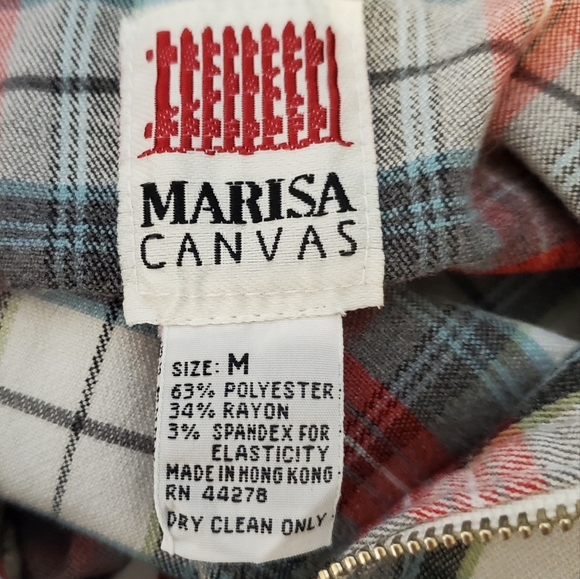 MARISA
CANVAS
SIZE: M
63% POLYESTER
34% RAYON
3% SPANDEX FOR
ELASTICITY
MADE IN HONG KONG
RN 44278
DRY CLEAN ONLY